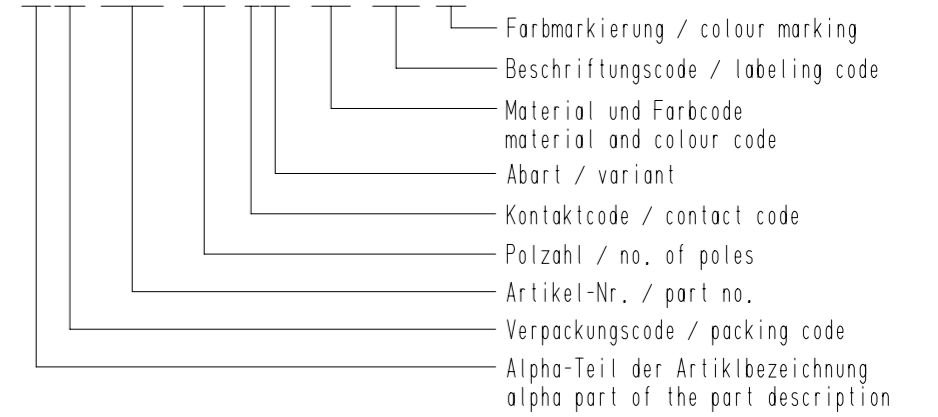 Farbmarkierung / colour marking
Beschriftungscode / labeling code
Material und Farbcode
material and colour code
Abart / variant
Kontaktcode / contact code
Polzahl / no. of poles
Artikel-Nr. / part no.
Verpackungscode / packing code
Alpha-Teil der Artiklbezeichnung
alpha part of the part description